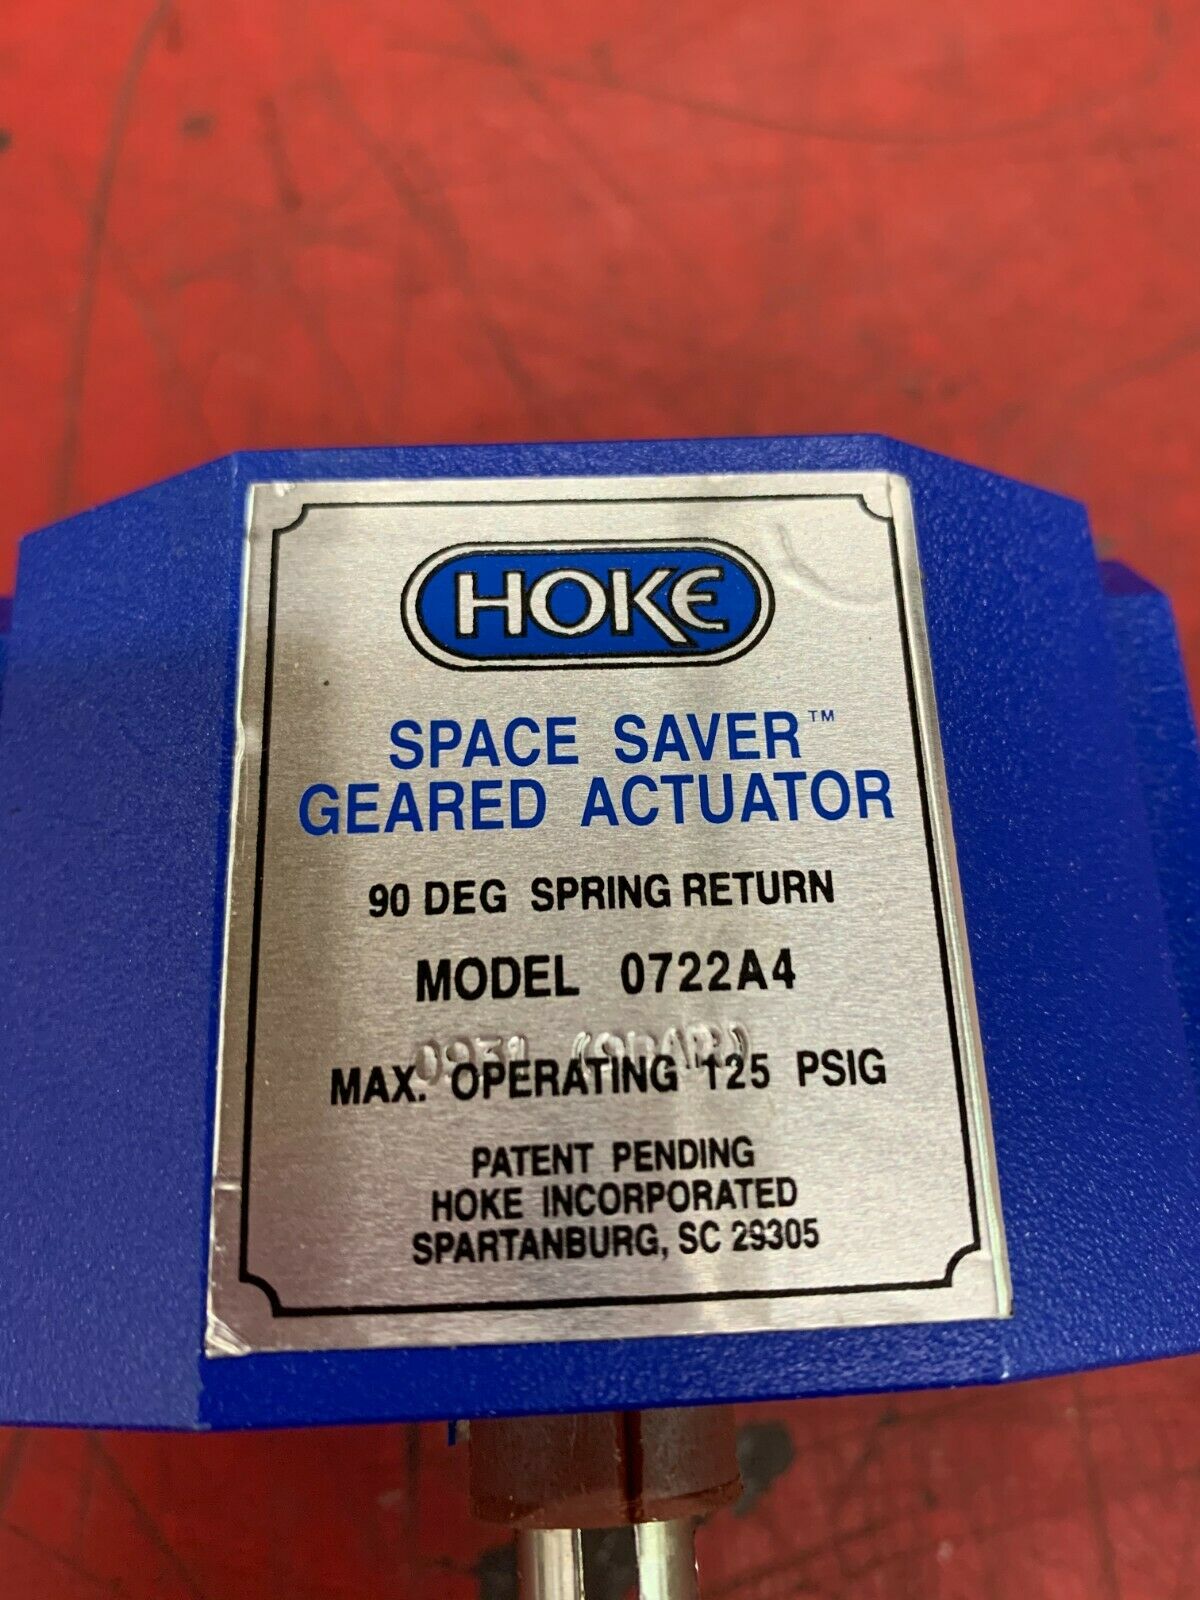 HOKE
SPACE SAVER™
GEARED ACTUATOR
90 DEG SPRING RETURN
MODEL 0722A4
MAX. OPERATING 125 PSIG
PATENT PENDING
HOKE INCORPORATED
SPARTANBURG, SC 29305